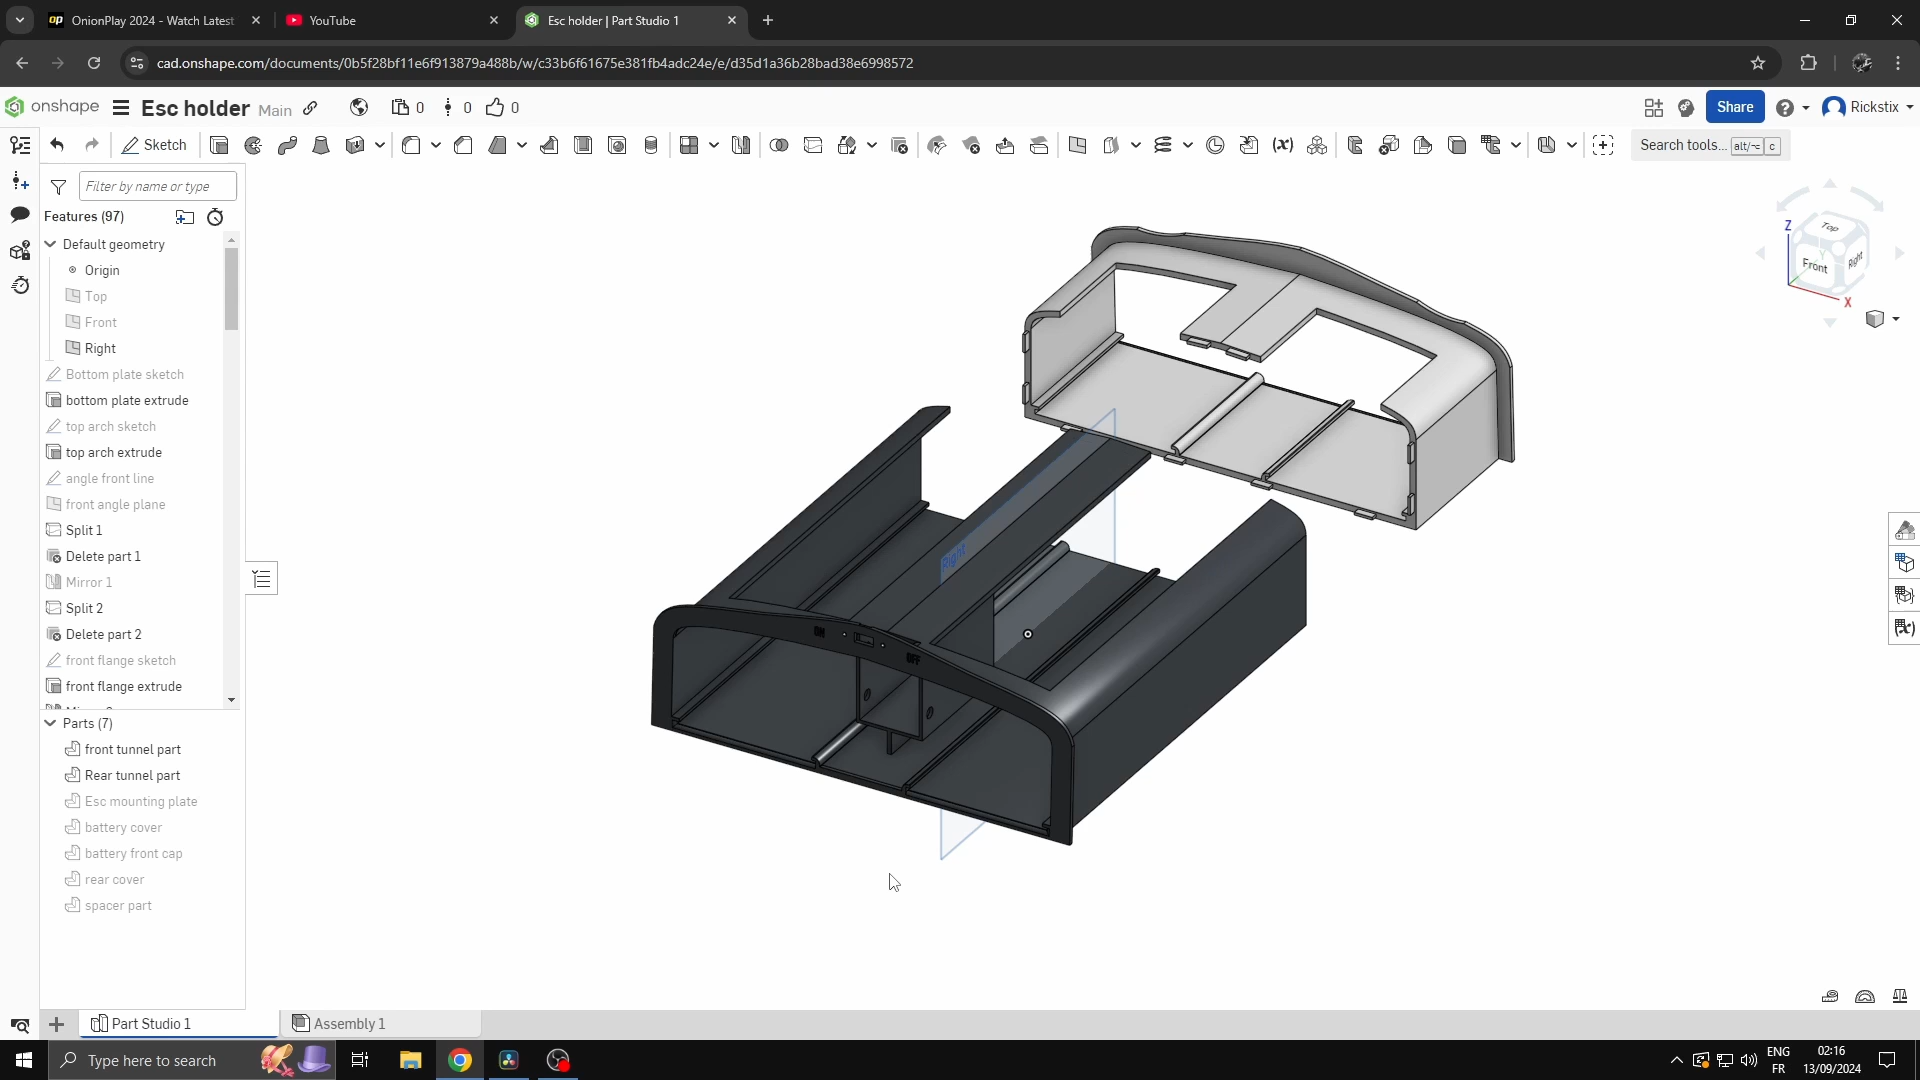 OnionPlay 2024 - Watch Latest
YouTube
Esc holder | Part Studio 1
cad.onshape.com/documents/0b5f28bf11e6f913879a488b/w/c33b6f61675e381fb4adc24e/e/d35d1a36b28bad38e6998572
onshape
Esc holder Main
0 0 0
Share
Rickstix
Sketch
Search tools... alt/⌥ c
Filter by name or type
Features (97)
Default geometry
Origin
Top
Front
Right
Bottom plate sketch
bottom plate extrude
top arch sketch
top arch extrude
angle front line
front angle plane
Split 1
Delete part 1
Mirror 1
Split 2
Delete part 2
front flange sketch
front flange extrude
Parts (7)
front tunnel part
Rear tunnel part
Esc mounting plate
battery cover
battery front cap
rear cover
spacer part
Z
Top
Front
Right
X
Right
ON
OFF
Part Studio 1
Assembly 1
Type here to search
ENG
FR
02:16
13/09/2024